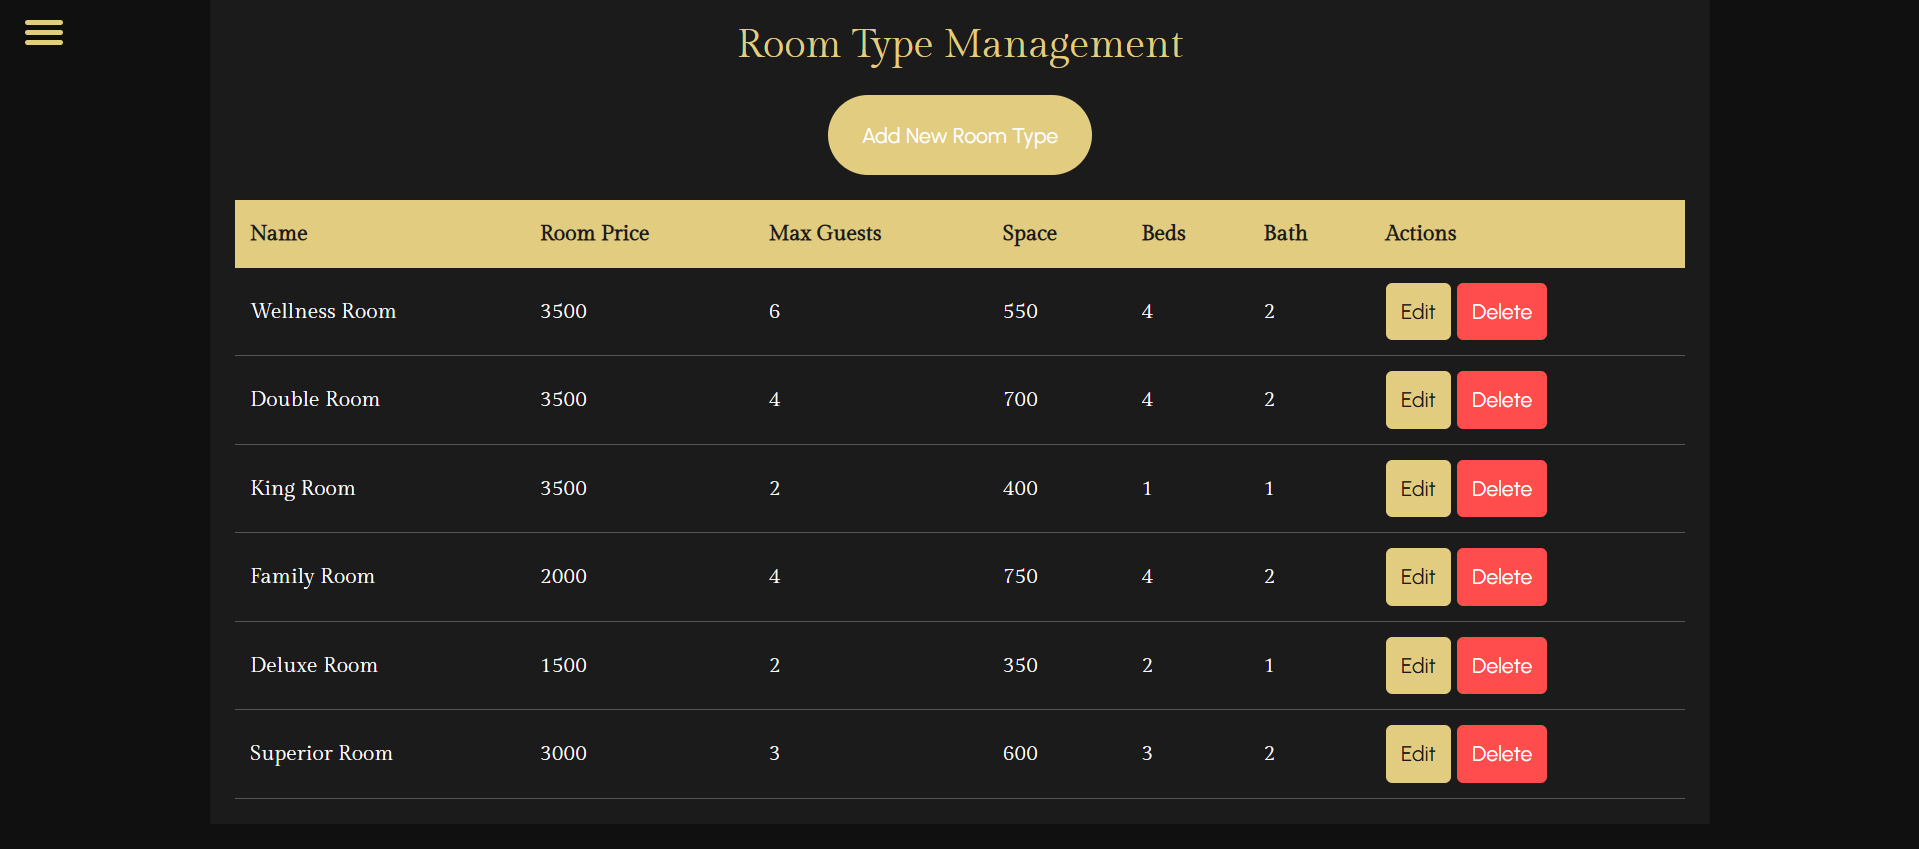 Room Type Management
Add New Room Type
Name Room Price Max Guests Space Beds Bath Actions
Wellness Room 3500 6 550 4 2 Edit Delete
Double Room 3500 4 700 4 2 Edit Delete
King Room 3500 2 400 1 1 Edit Delete
Family Room 2000 4 750 4 2 Edit Delete
Deluxe Room 1500 2 350 2 1 Edit Delete
Superior Room 3000 3 600 3 2 Edit Delete